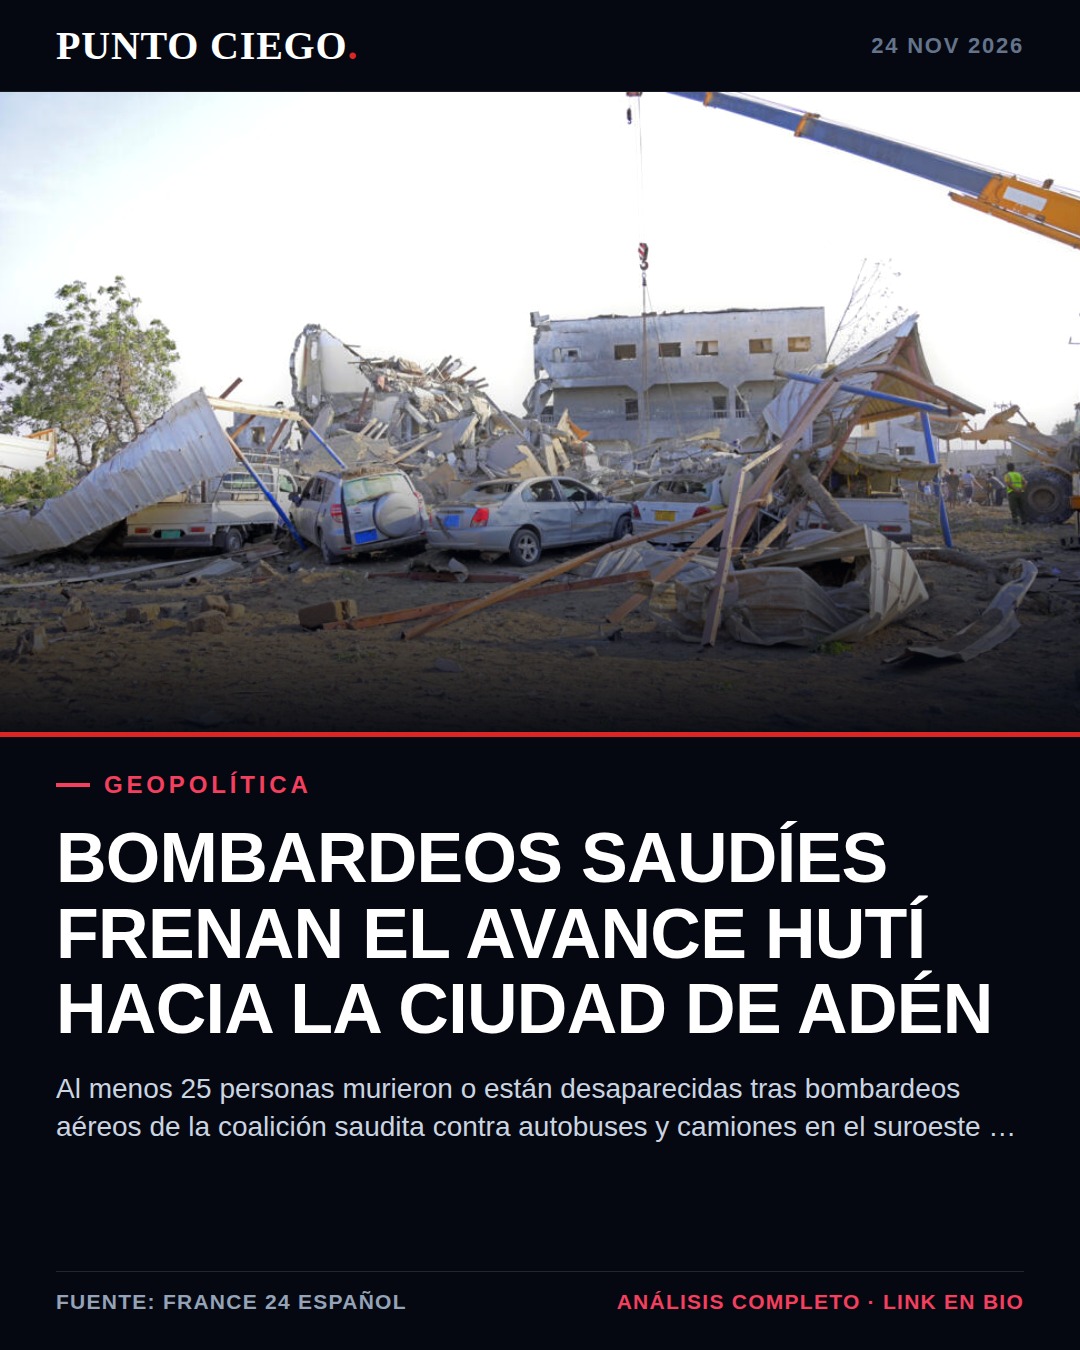 PUNTO CIEGO.
24 NOV 2026
GEOPOLÍTICA
BOMBARDEOS SAUDÍES
FRENAN EL AVANCE HUTÍ
HACIA LA CIUDAD DE ADÉN
Al menos 25 personas murieron o están desaparecidas tras bombardeos
aéreos de la coalición saudita contra autobuses y camiones en el suroeste …
FUENTE: FRANCE 24 ESPAÑOL
ANÁLISIS COMPLETO · LINK EN BIO